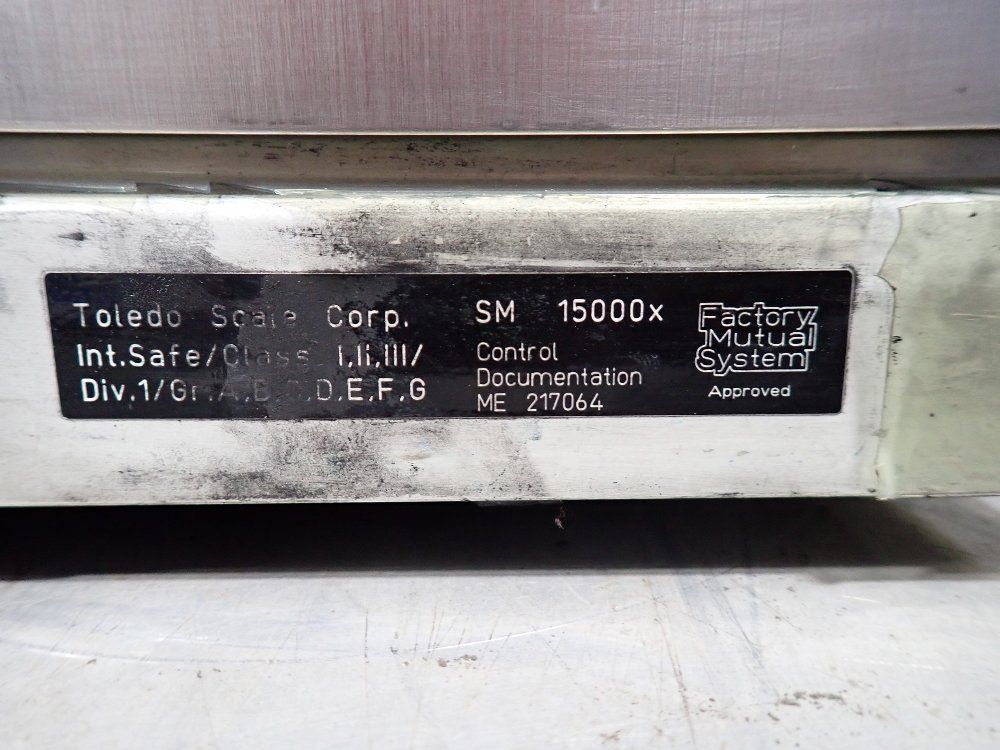 Toledo Scale Corp.
Int.Safe/Class I,II,III/
Div.1/Gr.A,B,C,D,E,F,G
SM 15000x
Control
Documentation
ME 217064
Factory
Mutual
System
Approved